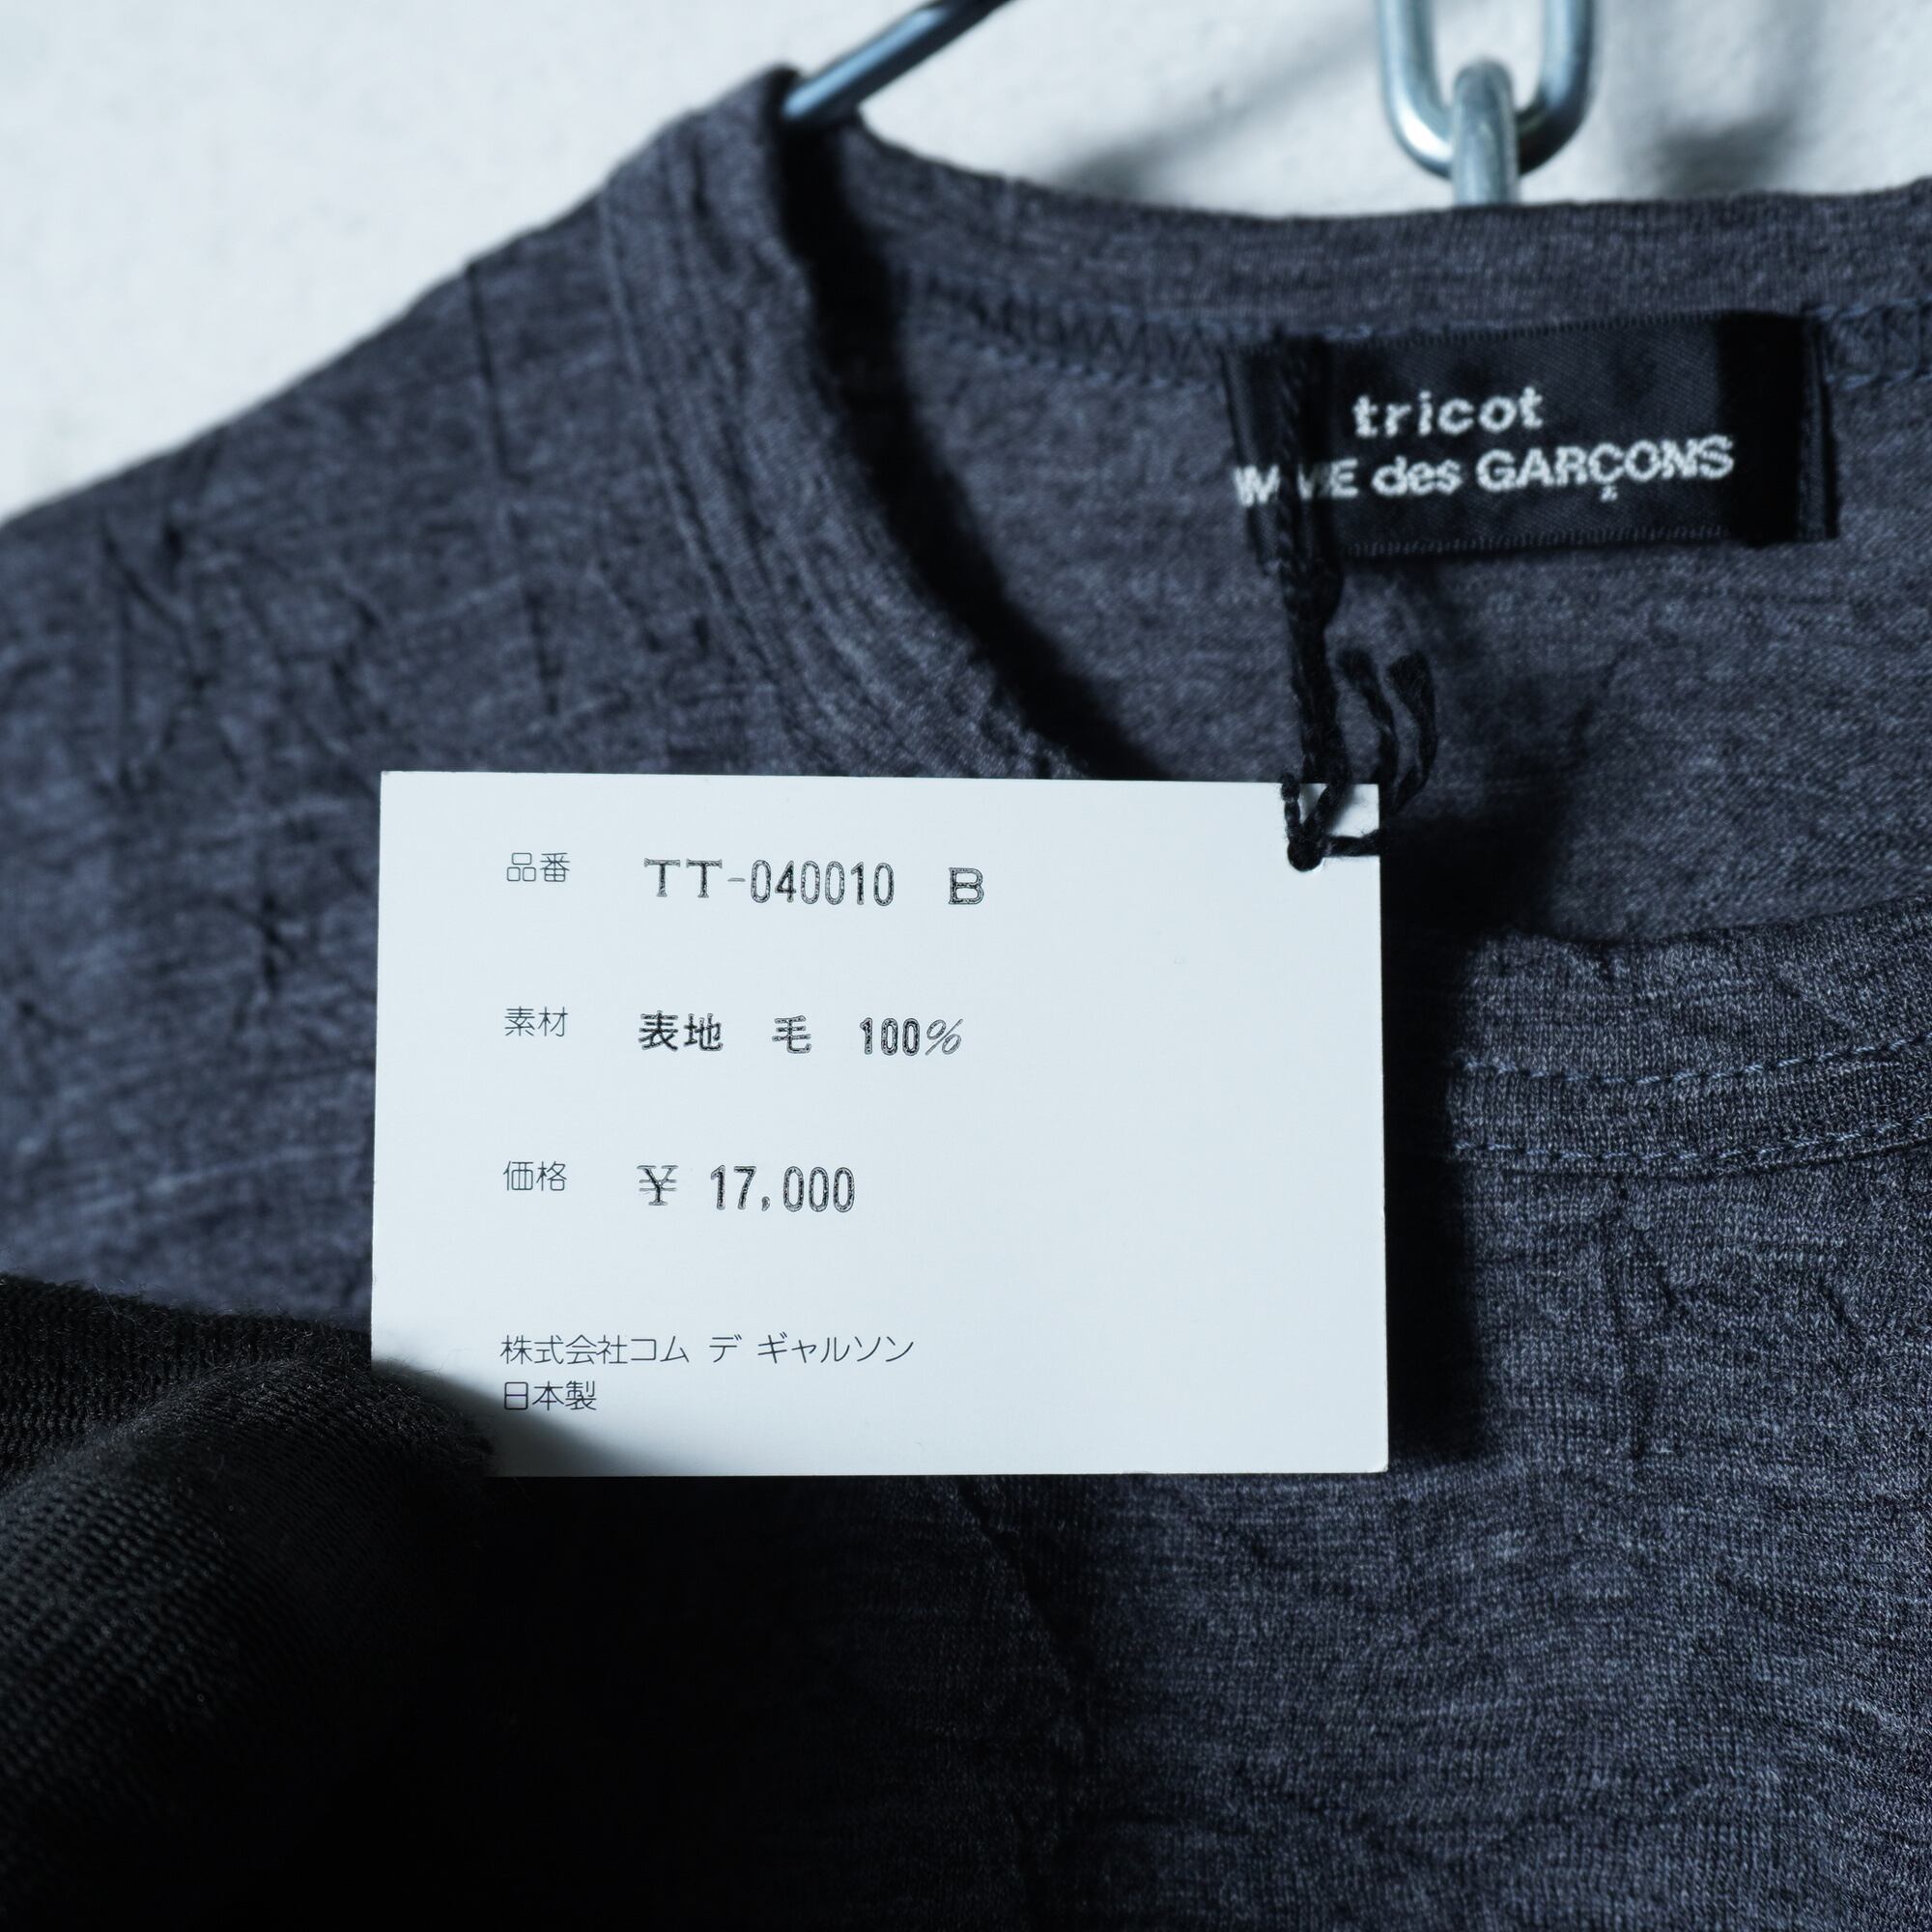 tricot
MME des GARÇONS
品番 TT-040010 B
素材 表地 毛 100%
価格 ¥ 17,000
株式会社コム デ ギャルソン
日本製